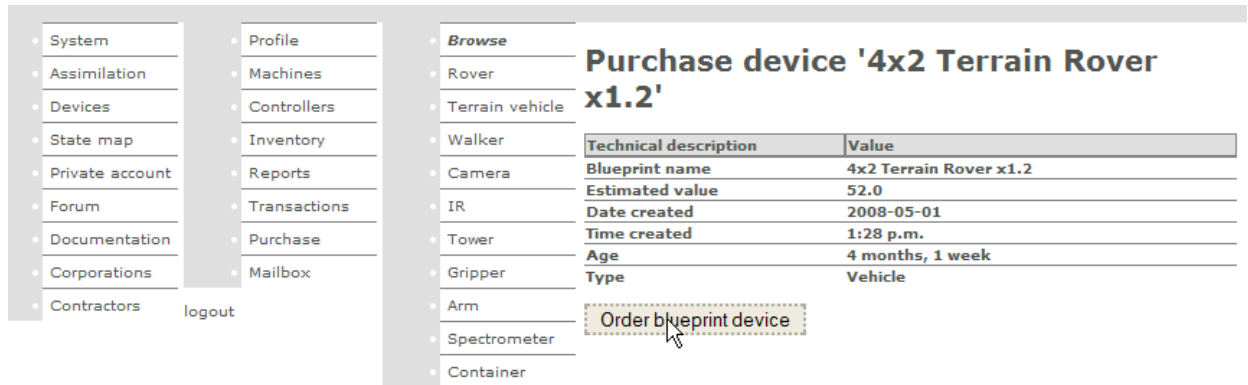 System
Assimilation
Devices
State map
Private account
Forum
Documentation
Corporations
Contractors
Profile
Machines
Controllers
Inventory
Reports
Transactions
Purchase
Mailbox
logout
Browse
Rover
Terrain vehicle
Walker
Camera
IR
Tower
Gripper
Arm
Spectrometer
Container
Purchase device '4x2 Terrain Rover
x1.2'
Technical description Value
Blueprint name 4x2 Terrain Rover x1.2
Estimated value 52.0
Date created 2008-05-01
Time created 1:28 p.m.
Age 4 months, 1 week
Type Vehicle
Order blueprint device